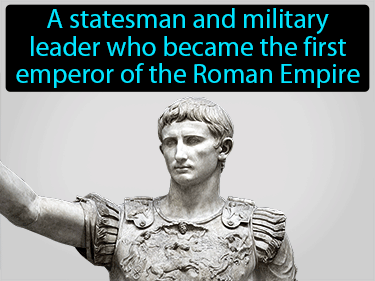 A statesman and military
leader who became the first
emperor of the Roman Empire